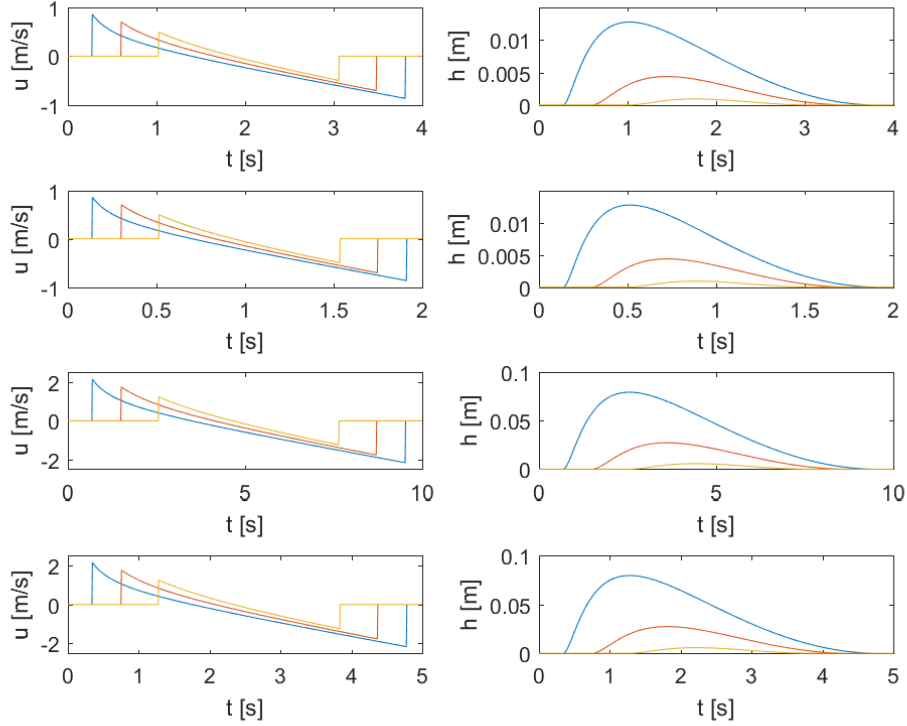 u [m/s]
1
0
-1
0 1 2 3 4
t [s]
h [m]
0.01
0.005
0
0 1 2 3 4
t [s]
u [m/s]
1
0
-1
0 0.5 1 1.5 2
t [s]
h [m]
0.01
0.005
0
0 0.5 1 1.5 2
t [s]
u [m/s]
2
0
-2
0 5 10
t [s]
h [m]
0.1
0.05
0
0 5 10
t [s]
u [m/s]
2
0
-2
0 1 2 3 4 5
t [s]
h [m]
0.1
0.05
0
0 1 2 3 4 5
t [s]